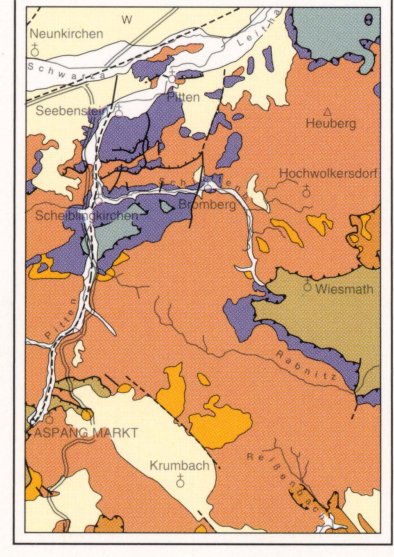 W
Neunkirchen
Leitha
Schwarza
Pitten
Seebenstein
Heuberg
Hochwolkersdorf
Scheiblingkirchen
Bromberg
Wiesmath
Pitten
Rabnitz
ASPANG MARKT
Krumbach